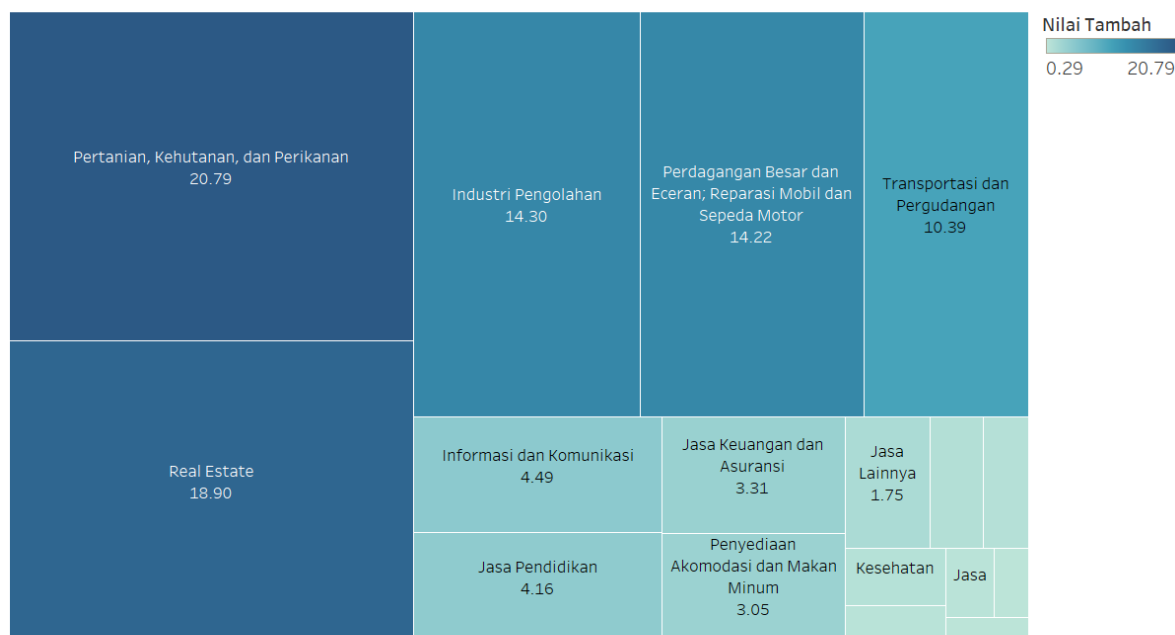 Nilai Tambah
0.29 20.79
Pertanian, Kehutanan, dan Perikanan
20.79
Real Estate
18.90
Industri Pengolahan
14.30
Perdagangan Besar dan
Eceran; Reparasi Mobil dan
Sepeda Motor
14.22
Transportasi dan
Pergudangan
10.39
Informasi dan Komunikasi
4.49
Jasa Pendidikan
4.16
Jasa Keuangan dan
Asuransi
3.31
Penyediaan
Akomodasi dan Makan
Minum
3.05
Jasa
Lainnya
1.75
Kesehatan
Jasa